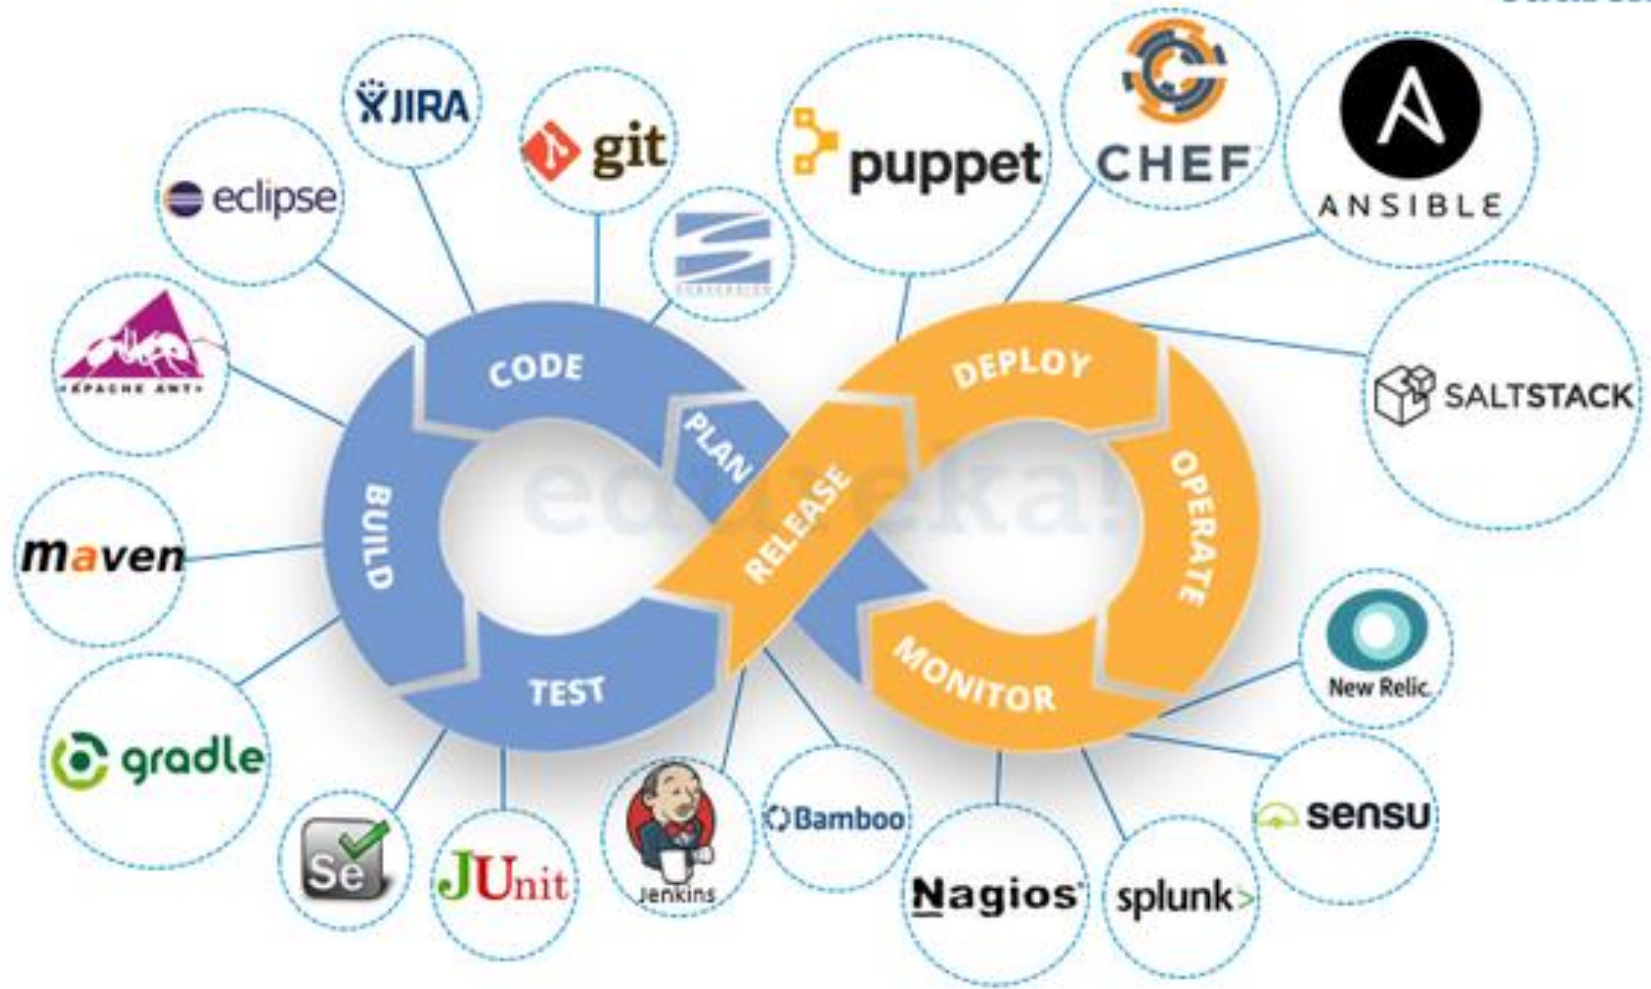 JIRA
git
eclipse
puppet
CHEF
ANSIBLE
APACHE ANT
SALTSTACK
CODE
DEPLOY
PLAN
BUILD
OPERATE
edureka!
RELEASE
maven
TEST
MONITOR
New Relic.
gradle
Se
JUnit
Jenkins
Bamboo
Nagios
splunk>
sensu